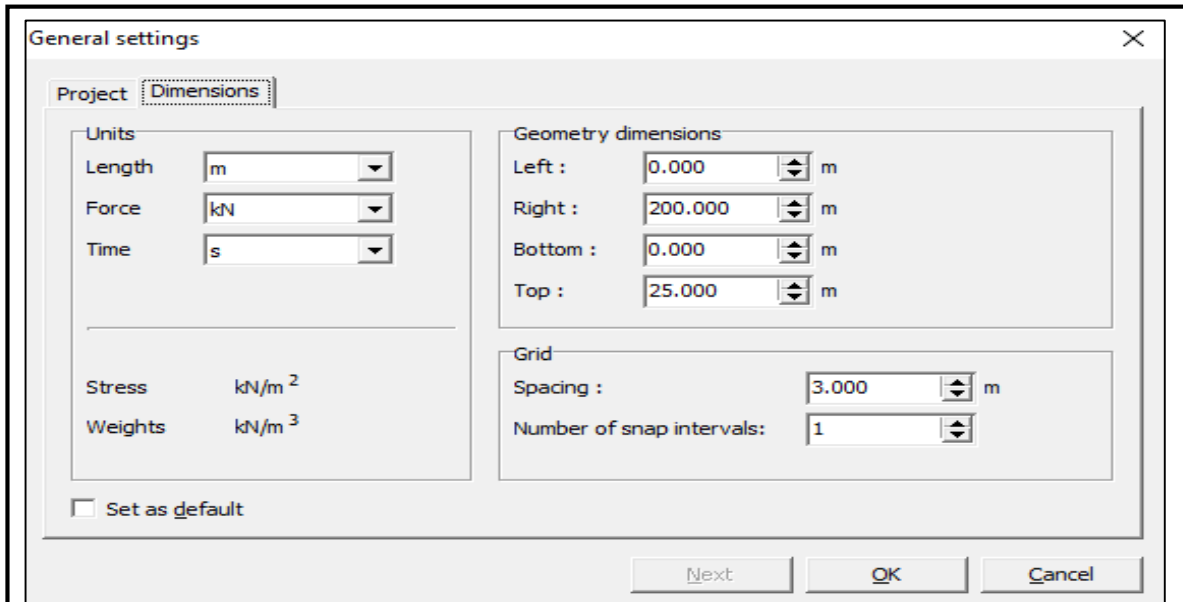 General settings
Project Dimensions
Units
Length m
Force kN
Time s
Stress kN/m 2
Weights kN/m 3
Geometry dimensions
Left : 0.000 m
Right : 200.000 m
Bottom : 0.000 m
Top : 25.000 m
Grid
Spacing : 3.000 m
Number of snap intervals: 1
Set as default
Next OK Cancel